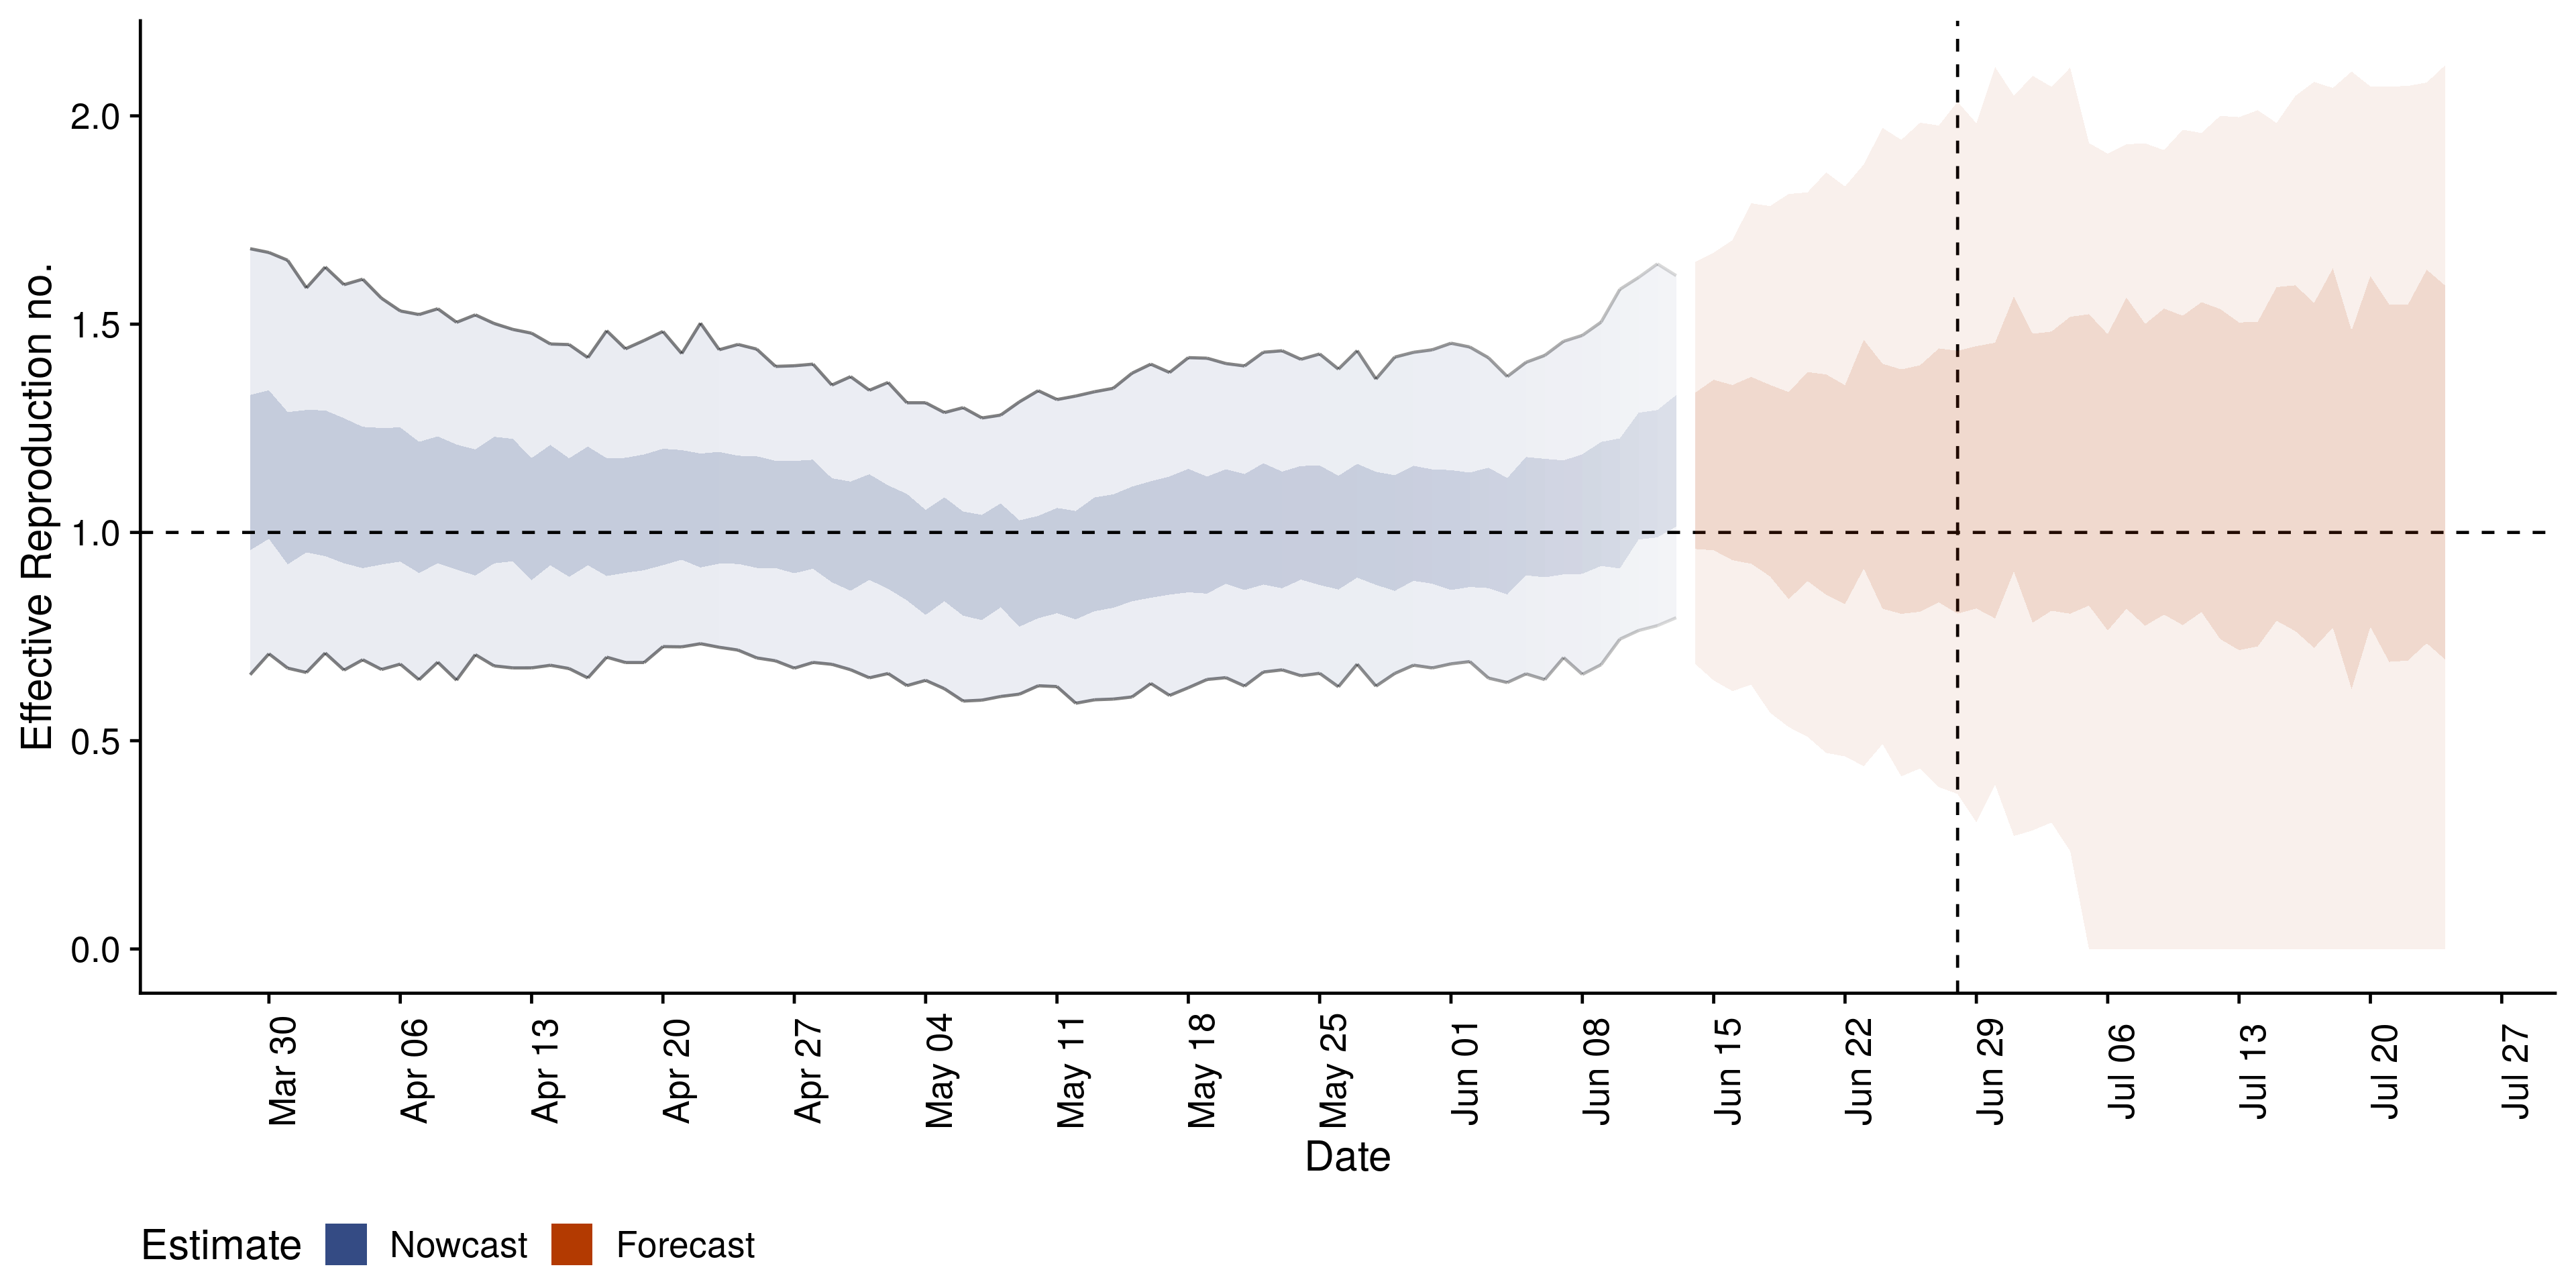 Effective Reproduction no.
2.0
1.5
1.0
0.5
0.0
Mar 30
Apr 06
Apr 13
Apr 20
Apr 27
May 04
May 11
May 18
May 25
Jun 01
Jun 08
Jun 15
Jun 22
Jun 29
Jul 06
Jul 13
Jul 20
Jul 27
Date
Estimate Nowcast Forecast